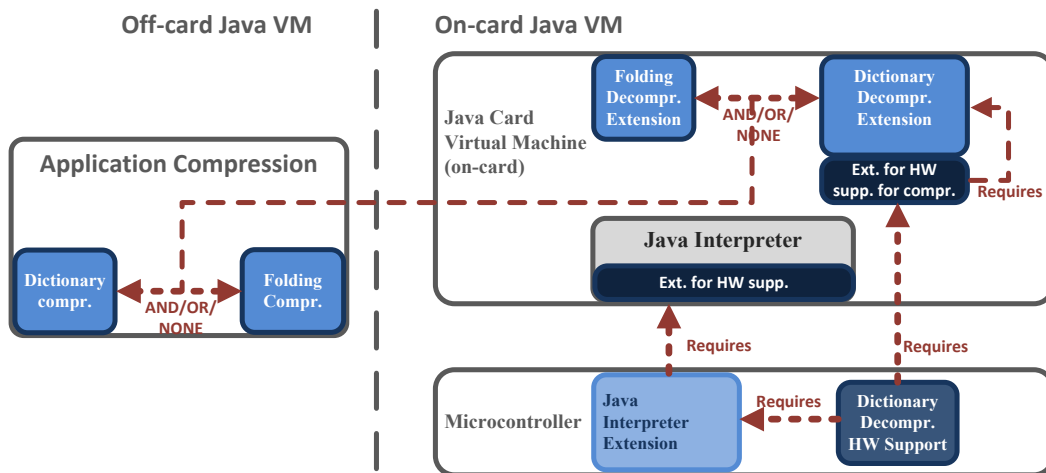 Off-card Java VM
On-card Java VM
Application Compression
Dictionary
compr.
AND/OR/
NONE
Folding
Compr.
Java Card
Virtual Machine
(on-card)
Folding
Decompr.
Extension
AND/OR/
NONE
Dictionary
Decompr.
Extension
Ext. for HW
supp. for compr.
Requires
Java Interpreter
Ext. for HW supp.
Requires
Requires
Microcontroller
Java
Interpreter
Extension
Requires
Dictionary
Decompr.
HW Support